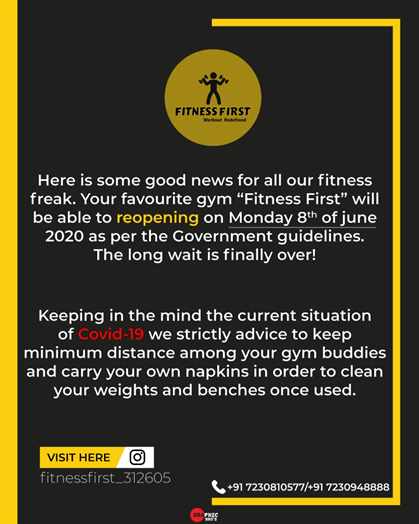 FITNESS FIRST
Workout Redefined
Here is some good news for all our fitness
freak. Your favourite gym “Fitness First” will
be able to reopening on Monday 8th of june
2020 as per the Government guidelines.
The long wait is finally over!
Keeping in the mind the current situation
of Covid-19 we strictly advice to keep
minimum distance among your gym buddies
and carry your own napkins in order to clean
your weights and benches once used.
VISIT HERE
fitnessfirst_312605
+91 7230810577/+91 7230948888